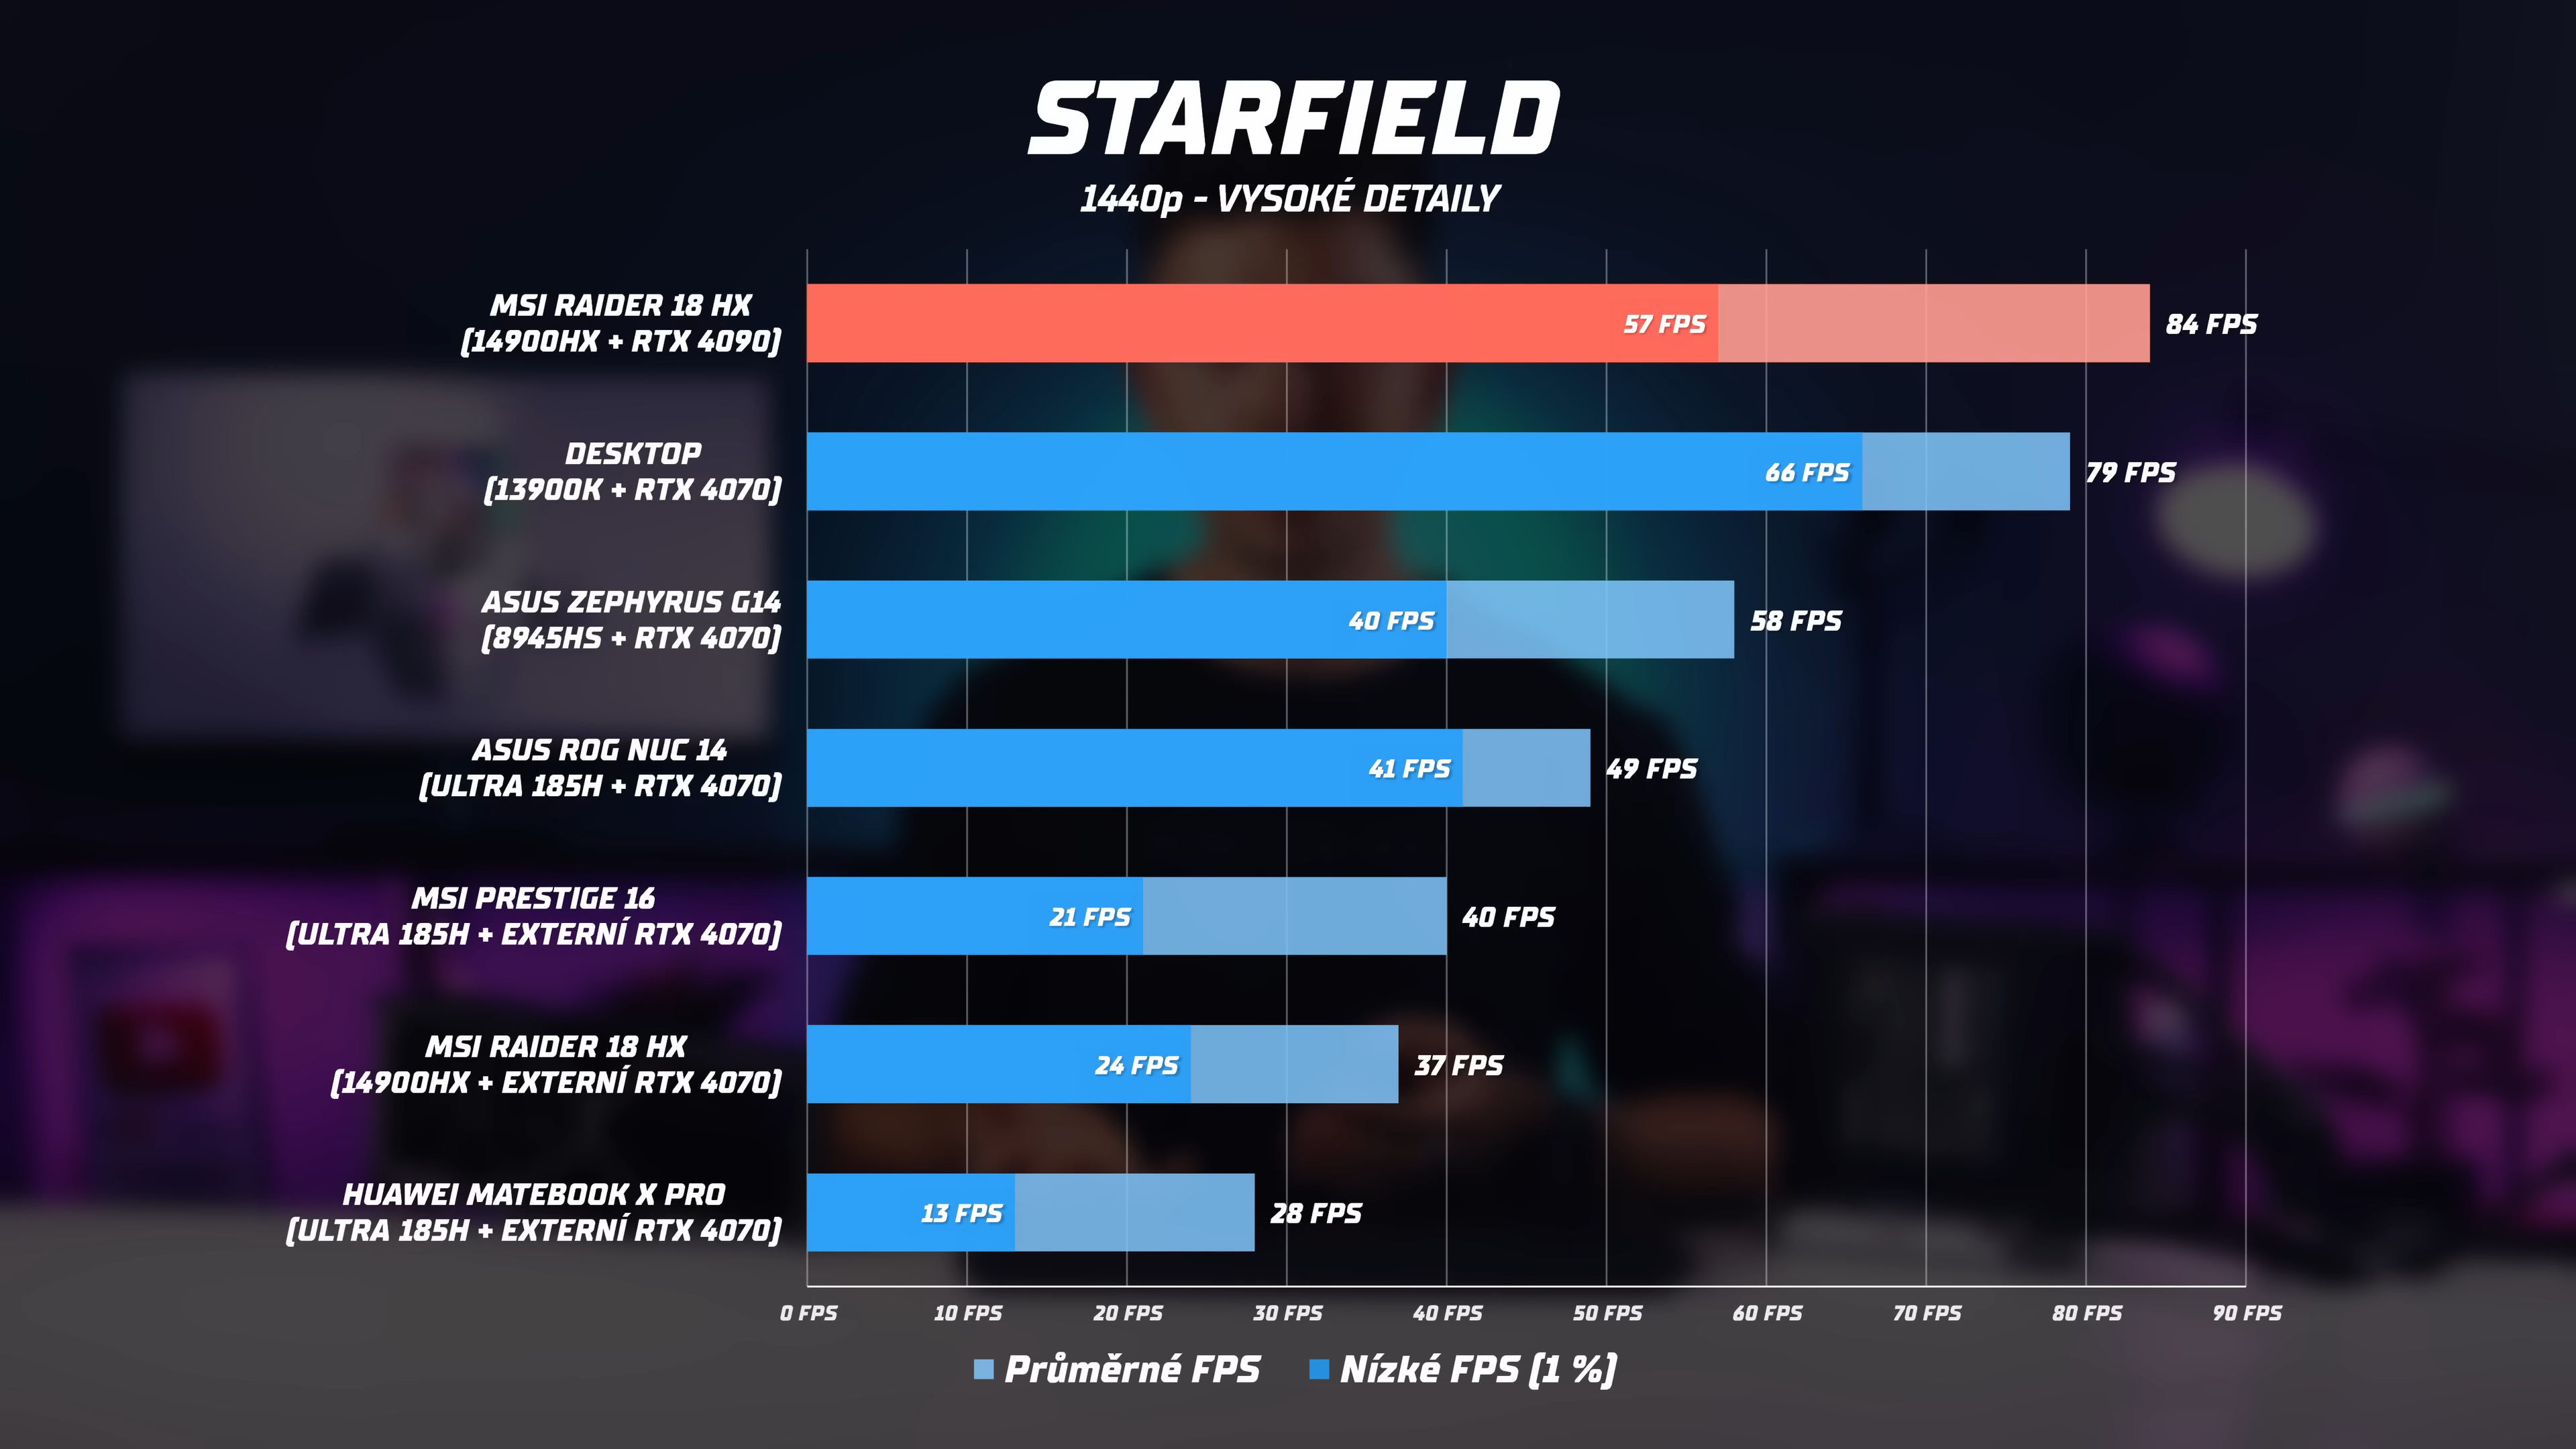 STARFIELD
1440p - VYSOKÉ DETAILY
MSI RAIDER 18 HX
(14900HX + RTX 4090)
57 FPS
84 FPS
DESKTOP
(13900K + RTX 4070)
66 FPS
79 FPS
ASUS ZEPHYRUS G14
(8945HS + RTX 4070)
40 FPS
58 FPS
ASUS ROG NUC 14
(ULTRA 185H + RTX 4070)
41 FPS
49 FPS
MSI PRESTIGE 16
(ULTRA 185H + EXTERNÍ RTX 4070)
21 FPS
40 FPS
MSI RAIDER 18 HX
(14900HX + EXTERNÍ RTX 4070)
24 FPS
37 FPS
HUAWEI MATEBOOK X PRO
(ULTRA 185H + EXTERNÍ RTX 4070)
13 FPS
28 FPS
0 FPS 10 FPS 20 FPS 30 FPS 40 FPS 50 FPS 60 FPS 70 FPS 80 FPS 90 FPS
Průměrné FPS Nízké FPS (1 %)